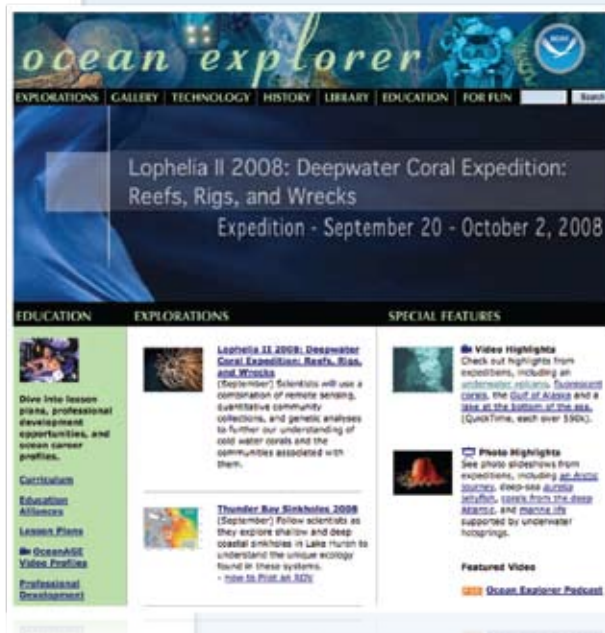 ocean explorer
NOAA
EXPLORATIONS GALLERY TECHNOLOGY HISTORY LIBRARY EDUCATION FOR FUN Search
Lophelia II 2008: Deepwater Coral Expedition:
Reefs, Rigs, and Wrecks
Expedition - September 20 - October 2, 2008
EDUCATION
Dive into lesson
plans, professional
development
opportunities, and
ocean career
profiles.
Curriculum
Education
Alliances
Lesson Plans
OceanAGE
Video Profiles
Professional
Development
EXPLORATIONS
Lophelia II 2008: Deepwater
Coral Expedition: Reefs, Rigs,
and Wrecks
(September) Scientists will use a
combination of remote sensing,
quantitative community
collections, and genetic analyses
to further our understanding of
cold water corals and the
communities associated with
them.
Thunder Bay Sinkholes 2008
(September) Follow scientists as
they explore shallow and deep
coastal sinkholes in Lake Huron to
understand the unique ecology
found in these systems.
- How to Pilot an ROV
SPECIAL FEATURES
Video Highlights
Check out highlights from
expeditions, including an
underwater volcano, fluorescent
corals, the Gulf of Alaska and a
lake at the bottom of the sea.
(QuickTime, each over 550k).
Photo Highlights
See photo slideshows from
expeditions, including an Arctic
journey, deep-sea aurelia
jellyfish, corals from the deep
Atlantic, and marine life
supported by underwater
hotsprings.
Featured Video
Ocean Explorer Podcast